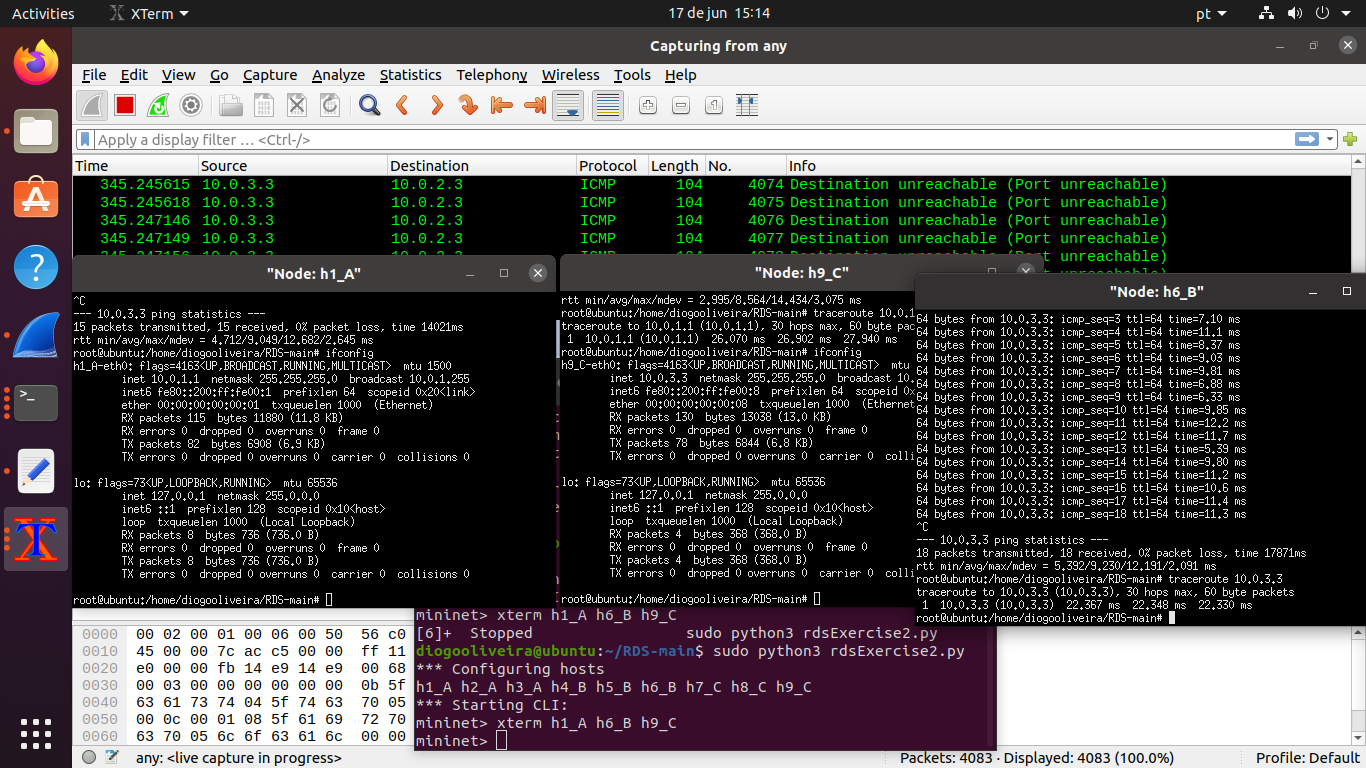 Activities XTerm 17 de jun 15:14 pt
Capturing from any
File Edit View Go Capture Analyze Statistics Telephony Wireless Tools Help
Apply a display filter … <Ctrl-/>
Time Source Destination Protocol Length No. Info
345.245615 10.0.3.3 10.0.2.3 ICMP 104 4074 Destination unreachable (Port unreachable)
345.245618 10.0.3.3 10.0.2.3 ICMP 104 4075 Destination unreachable (Port unreachable)
345.247146 10.0.3.3 10.0.2.3 ICMP 104 4076 Destination unreachable (Port unreachable)
345.247149 10.0.3.3 10.0.2.3 ICMP 104 4077 Destination unreachable (Port unreachable)
"Node: h1_A"
^C
--- 10.0.3.3 ping statistics ---
15 packets transmitted, 15 received, 0% packet loss, time 14021ms
rtt min/avg/max/mdev = 4.712/9.049/12.682/2.645 ms
root@ubuntu:/home/diogooliveira/RDS-main# ifconfig
h1_A-eth0: flags=4163<UP,BROADCAST,RUNNING,MULTICAST>  mtu 1500
inet 10.0.1.1  netmask 255.255.255.0  broadcast 10.0.1.255
inet6 fe80::200:ff:fe00:1  prefixlen 64  scopeid 0x20<link>
ether 00:00:00:00:00:01  txqueuelen 1000  (Ethernet)
RX packets 115  bytes 11880 (11.8 KB)
RX errors 0  dropped 0  overruns 0  frame 0
TX packets 82  bytes 6908 (6.9 KB)
TX errors 0  dropped 0 overruns 0  carrier 0  collisions 0
lo: flags=73<UP,LOOPBACK,RUNNING>  mtu 65536
inet 127.0.0.1  netmask 255.0.0.0
inet6 ::1  prefixlen 128  scopeid 0x10<host>
loop  txqueuelen 1000  (Local Loopback)
RX packets 8  bytes 736 (736.0 B)
RX errors 0  dropped 0  overruns 0  frame 0
TX packets 8  bytes 736 (736.0 B)
TX errors 0  dropped 0 overruns 0  carrier 0  collisions 0
root@ubuntu:/home/diogooliveira/RDS-main#
"Node: h9_C"
rtt min/avg/max/mdev = 2.995/8.564/14.434/3.075 ms
root@ubuntu:/home/diogooliveira/RDS-main# traceroute 10.0.1
traceroute to 10.0.1.1 (10.0.1.1), 30 hops max, 60 byte pac
1  10.0.1.1 (10.0.1.1)  26.070 ms  26.902 ms  27.940 ms
root@ubuntu:/home/diogooliveira/RDS-main# ifconfig
h9_C-eth0: flags=4163<UP,BROADCAST,RUNNING,MULTICAST>  mtu
inet 10.0.3.3  netmask 255.255.255.0  broadcast 10.0.
inet6 fe80::200:ff:fe00:8  prefixlen 64  scopeid 0x2
ether 00:00:00:00:00:08  txqueuelen 1000  (Etherne
RX packets 130  bytes 13038 (13.0 KB)
RX errors 0  dropped 0  overruns 0  frame 0
TX packets 78  bytes 6844 (6.8 KB)
TX errors 0  dropped 0 overruns 0  carrier 0  coll
lo: flags=73<UP,LOOPBACK,RUNNING>  mtu 65536
inet 127.0.0.1  netmask 255.0.0.0
inet6 ::1  prefixlen 128  scopeid 0x10<host>
loop  txqueuelen 1000  (Local Loopback)
RX packets 4  bytes 368 (368.0 B)
RX errors 0  dropped 0  overruns 0  frame 0
TX packets 4  bytes 368 (368.0 B)
TX errors 0  dropped 0 overruns 0  carrier 0  coll
root@ubuntu:/home/diogooliveira/RDS-main#
"Node: h6_B"
64 bytes from 10.0.3.3: icmp_seq=3 ttl=64 time=7.10 ms
64 bytes from 10.0.3.3: icmp_seq=4 ttl=64 time=11.1 ms
64 bytes from 10.0.3.3: icmp_seq=5 ttl=64 time=8.37 ms
64 bytes from 10.0.3.3: icmp_seq=6 ttl=64 time=9.03 ms
64 bytes from 10.0.3.3: icmp_seq=7 ttl=64 time=9.81 ms
64 bytes from 10.0.3.3: icmp_seq=8 ttl=64 time=6.88 ms
64 bytes from 10.0.3.3: icmp_seq=9 ttl=64 time=6.33 ms
64 bytes from 10.0.3.3: icmp_seq=10 ttl=64 time=9.85 ms
64 bytes from 10.0.3.3: icmp_seq=11 ttl=64 time=12.2 ms
64 bytes from 10.0.3.3: icmp_seq=12 ttl=64 time=11.7 ms
64 bytes from 10.0.3.3: icmp_seq=13 ttl=64 time=5.39 ms
64 bytes from 10.0.3.3: icmp_seq=14 ttl=64 time=9.80 ms
64 bytes from 10.0.3.3: icmp_seq=15 ttl=64 time=11.2 ms
64 bytes from 10.0.3.3: icmp_seq=16 ttl=64 time=10.6 ms
64 bytes from 10.0.3.3: icmp_seq=17 ttl=64 time=11.4 ms
64 bytes from 10.0.3.3: icmp_seq=18 ttl=64 time=11.3 ms
^C
--- 10.0.3.3 ping statistics ---
18 packets transmitted, 18 received, 0% packet loss, time 17871ms
rtt min/avg/max/mdev = 5.392/9.230/12.191/2.091 ms
root@ubuntu:/home/diogooliveira/RDS-main# traceroute 10.0.3.3
traceroute to 10.0.3.3 (10.0.3.3), 30 hops max, 60 byte packets
1  10.0.3.3 (10.0.3.3)  22.367 ms  22.348 ms  22.330 ms
root@ubuntu:/home/diogooliveira/RDS-main#
mininet> xterm h1_A h6_B h9_C
[6]+  Stopped                 sudo python3 rdsExercise2.py
diogooliveira@ubuntu:~/RDS-main$ sudo python3 rdsExercise2.py
*** Configuring hosts
h1_A h2_A h3_A h4_B h5_B h6_B h7_C h8_C h9_C
*** Starting CLI:
mininet> xterm h1_A h6_B h9_C
mininet>
0000  00 02 00 01 00 06 00 50  56 c0
0010  45 00 00 7c ac c5 00 00  ff 11
0020  e0 00 00 fb 14 e9 14 e9  00 68
0030  00 03 00 00 00 00 00 00  0b 5f
0040  63 61 73 74 04 5f 74 63  70 05
0050  00 0c 00 01 08 5f 61 69  72 70
0060  63 70 05 6c 6f 63 61 6c  00 00
any: <live capture in progress> Packets: 4083 · Displayed: 4083 (100.0%) Profile: Default